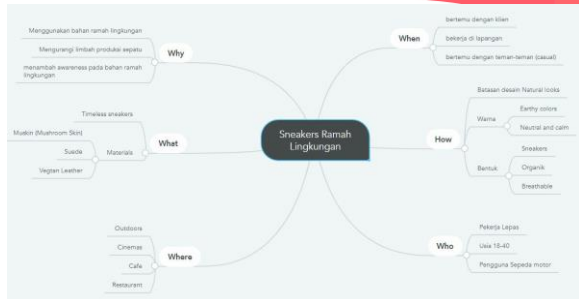 Menggunakan bahan ramah lingkungan
Mengurangi limbah produksi sepatu
menambah awareness pada bahan ramah
lingkungan
Why
Timeless sneakers
Muskin (Mushroom Skin)
Suede
Vegtan Leather
Materials
What
Outdoors
Cinemas
Cafe
Restaurant
Where
Sneakers Ramah
Lingkungan
When
bertemu dengan klien
bekerja di lapangan
bertemu dengan teman-teman (casual)
How
Batasan desain Natural looks
Warna
Earthy colors
Neutral and calm
Bentuk
Sneakers
Organik
Breathable
Who
Pekerja Lepas
Usia 18-40
Pengguna Sepeda motor